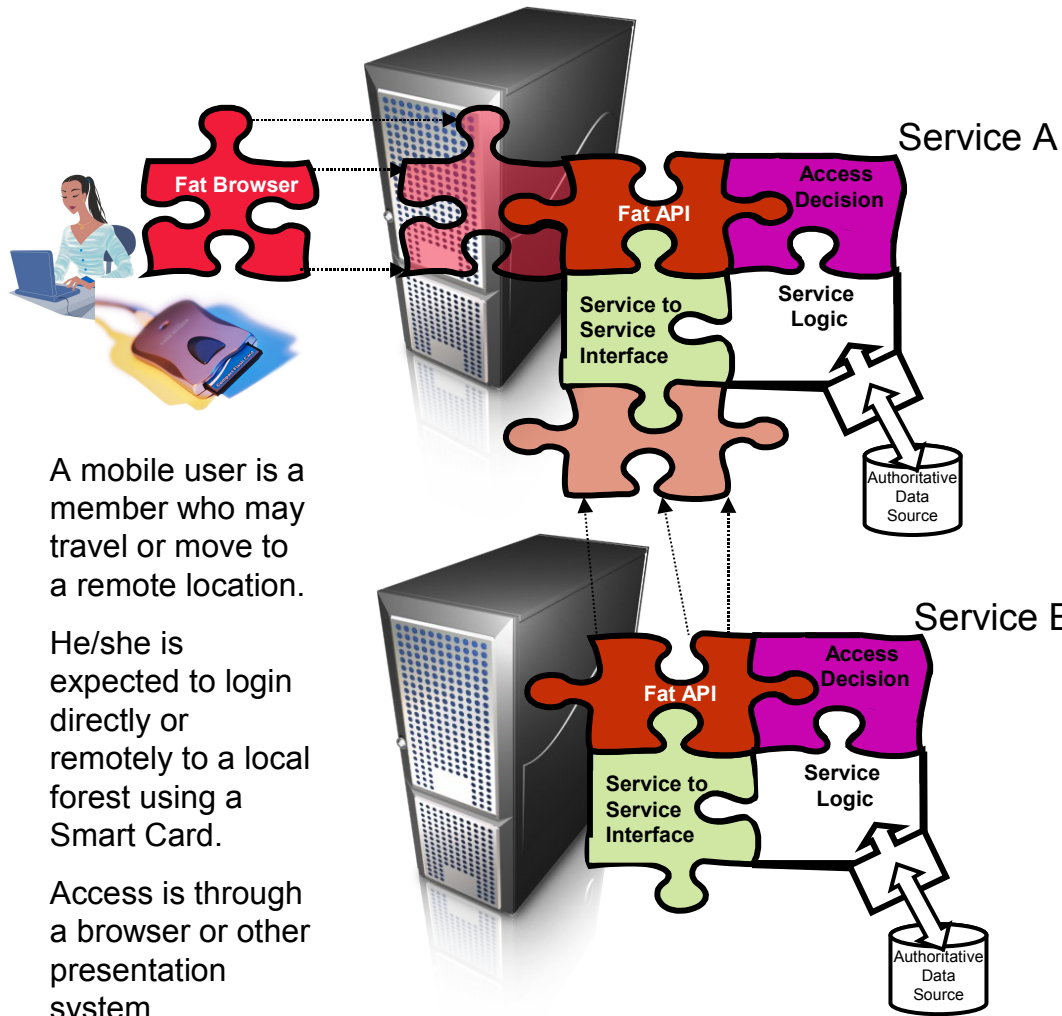 Service A
Fat Browser
Fat API
Access
Decision
Service to
Service
Interface
Service
Logic
Authoritative
Data
Source
A mobile user is a
member who may
travel or move to
a remote location.
He/she is
expected to login
directly or
remotely to a local
forest using a
Smart Card.
Access is through
a browser or other
presentation
system
Service B
Fat API
Access
Decision
Service to
Service
Interface
Service
Logic
Authoritative
Data
Source